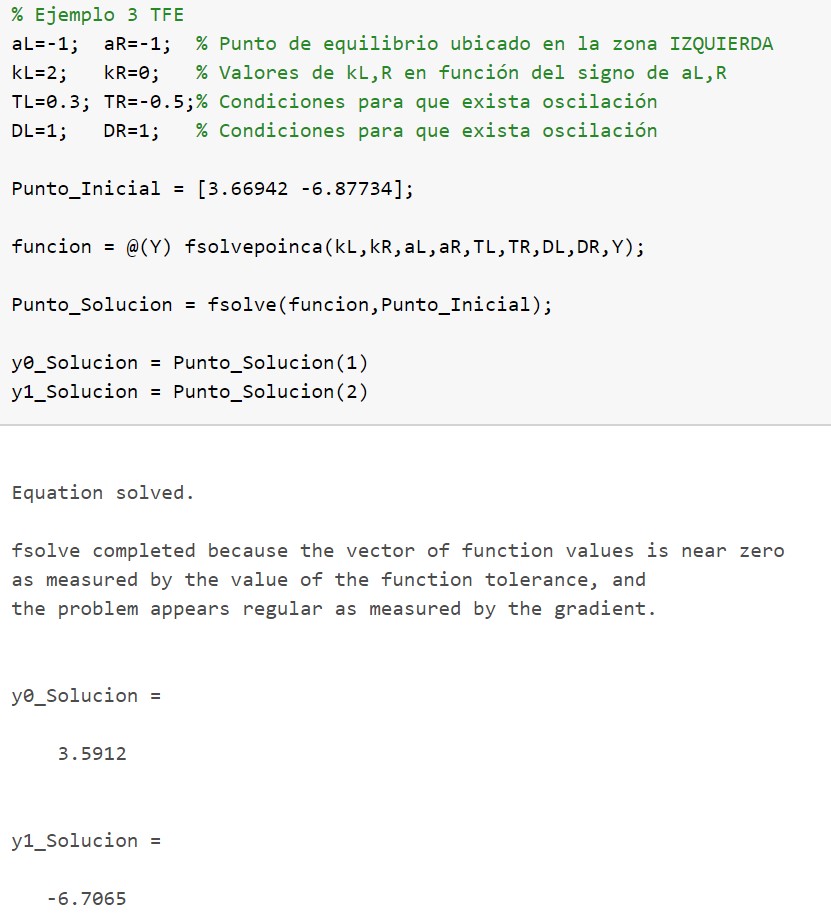 % Ejemplo 3 TFE
aL=-1;  aR=-1;  % Punto de equilibrio ubicado en la zona IZQUIERDA
kL=2;   kR=0;   % Valores de kL,R en función del signo de aL,R
TL=0.3; TR=-0.5;% Condiciones para que exista oscilación
DL=1;   DR=1;   % Condiciones para que exista oscilación
Punto_Inicial = [3.66942 -6.87734];
funcion = @(Y) fsolvepoinca(kL,kR,aL,aR,TL,TR,DL,DR,Y);
Punto_Solucion = fsolve(funcion,Punto_Inicial);
y0_Solucion = Punto_Solucion(1)
y1_Solucion = Punto_Solucion(2)
Equation solved.
fsolve completed because the vector of function values is near zero
as measured by the value of the function tolerance, and
the problem appears regular as measured by the gradient.
y0_Solucion =
3.5912
y1_Solucion =
-6.7065